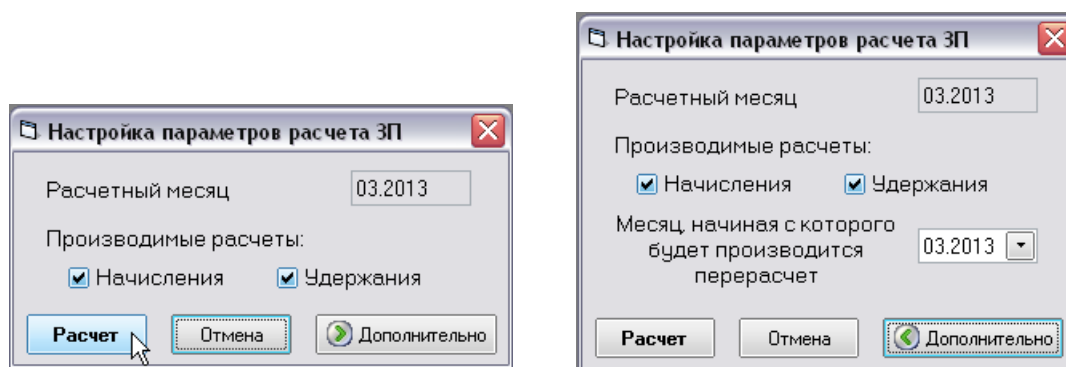 Настройка параметров расчета ЗП
Расчетный месяц 03.2013
Производимые расчеты:
Начисления Удержания
Расчет Отмена Дополнительно
Настройка параметров расчета ЗП
Расчетный месяц 03.2013
Производимые расчеты:
Начисления Удержания
Месяц, начиная с которого
будет производится 03.2013
перерасчет
Расчет Отмена Дополнительно